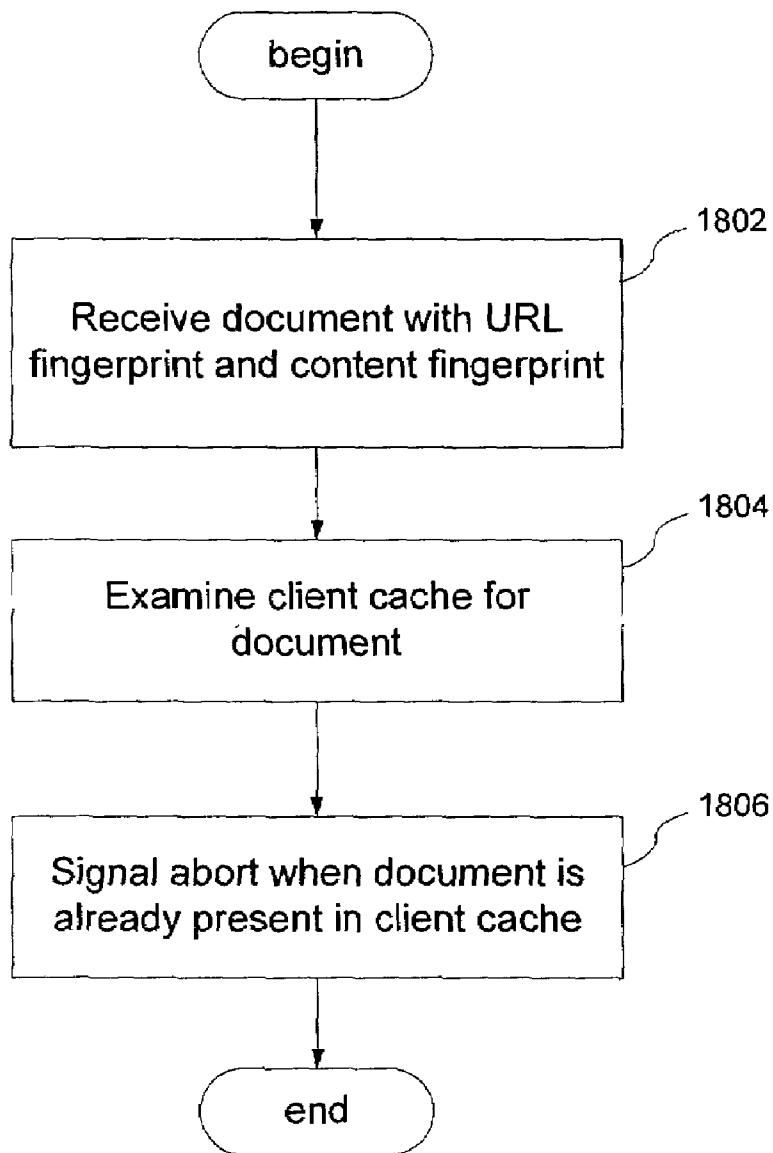 begin
1802
Receive document with URL
fingerprint and content fingerprint
1804
Examine client cache for
document
1806
Signal abort when document is
already present in client cache
end